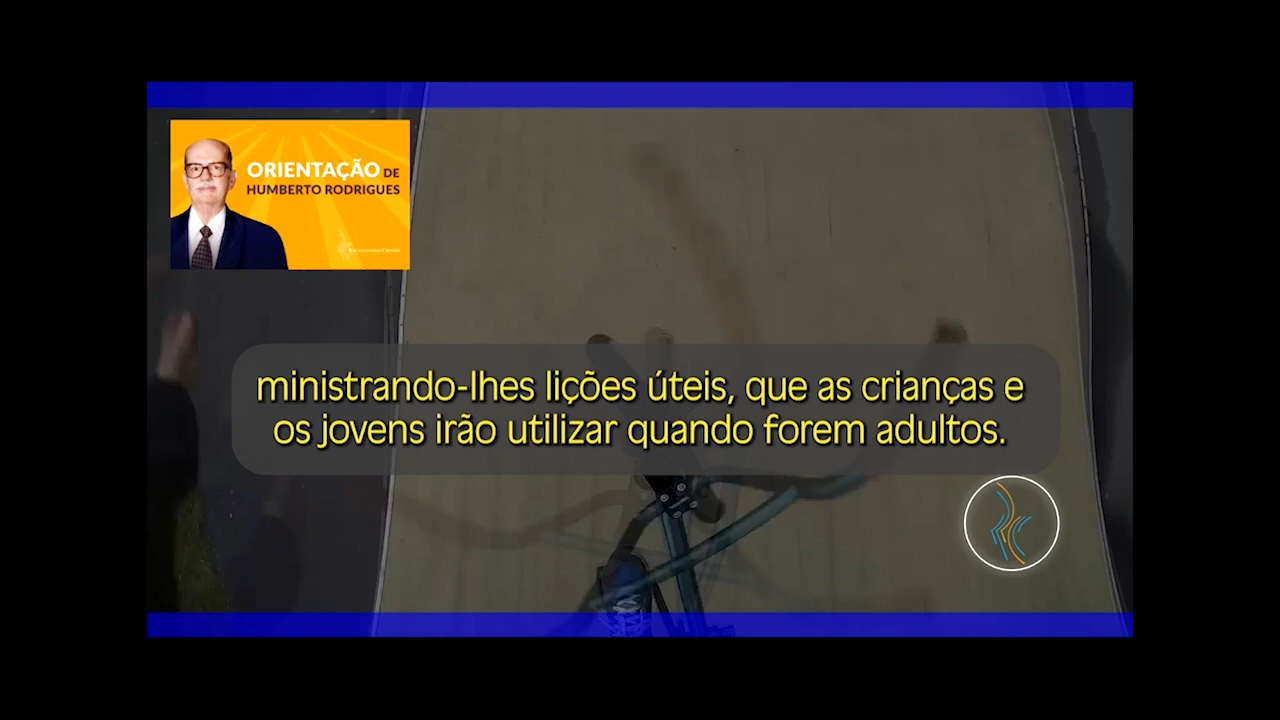 ORIENTAÇÃO DE
HUMBERTO RODRIGUES
ministrando-lhes lições úteis, que as crianças e
os jovens irão utilizar quando forem adultos.